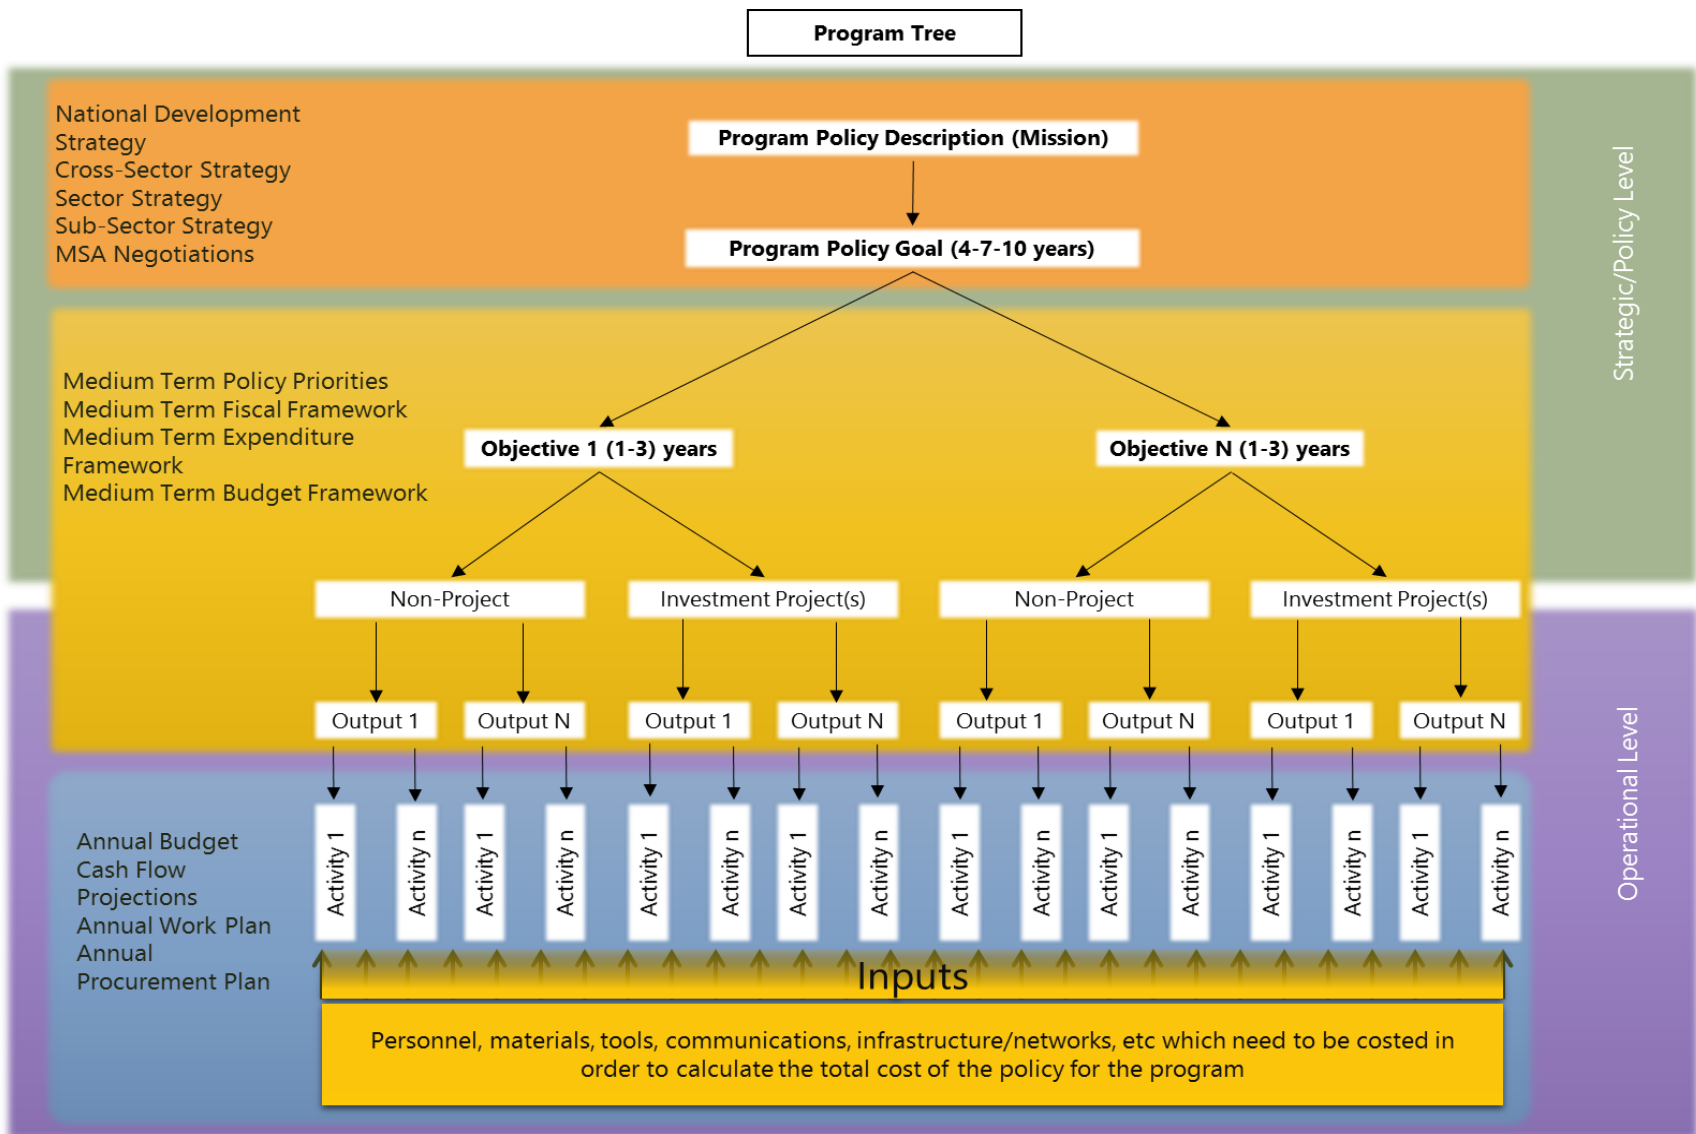 Program Tree
National Development
Strategy
Cross-Sector Strategy
Sector Strategy
Sub-Sector Strategy
MSA Negotiations
Program Policy Description (Mission)
Program Policy Goal (4-7-10 years)
Strategic/Policy Level
Medium Term Policy Priorities
Medium Term Fiscal Framework
Medium Term Expenditure
Framework
Medium Term Budget Framework
Objective 1 (1-3) years
Objective N (1-3) years
Non-Project
Investment Project(s)
Non-Project
Investment Project(s)
Output 1
Output N
Output 1
Output N
Output 1
Output N
Output 1
Output N
Operational Level
Annual Budget
Cash Flow
Projections
Annual Work Plan
Annual
Procurement Plan
Activity 1
Activity n
Activity 1
Activity n
Activity 1
Activity n
Activity 1
Activity n
Activity 1
Activity n
Activity 1
Activity n
Activity 1
Activity n
Activity 1
Activity n
Inputs
Personnel, materials, tools, communications, infrastructure/networks, etc which need to be costed in
order to calculate the total cost of the policy for the program